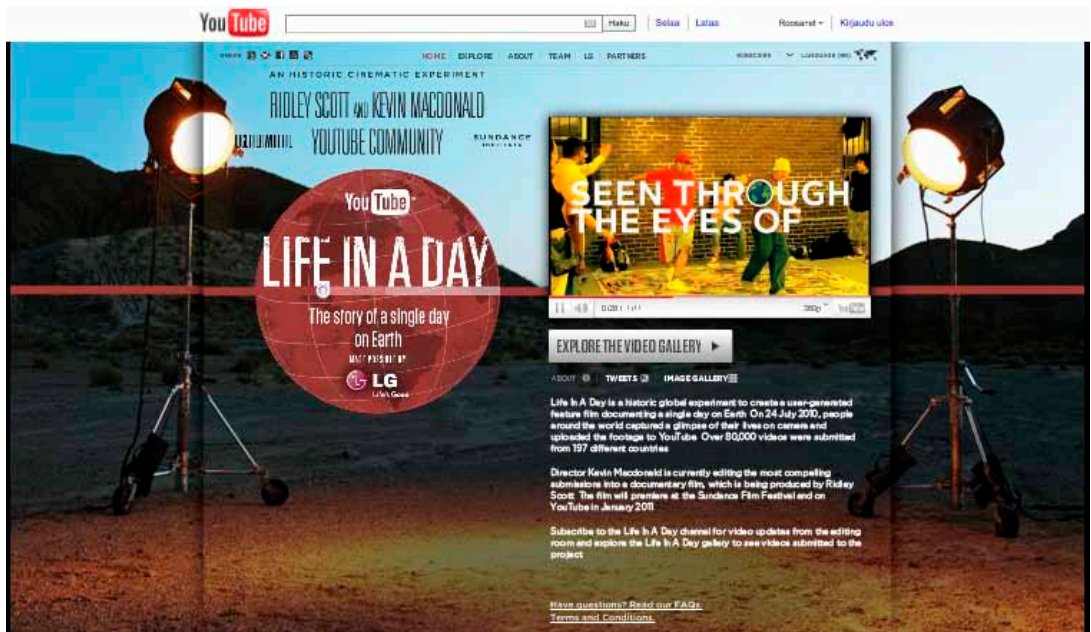 YouTube
Haku
Selaa
Lataa
Kirjaudu ulos
HOME EXPLORE ABOUT TEAM LG PARTNERS
SUBSCRIBE
AN HISTORIC CINEMATIC EXPERIMENT
RIDLEY SCOTT AND KEVIN MACDONALD
YOUTUBE COMMUNITY
SUNDANCE
INSTITUTE
YouTube
LIFE IN A DAY
The story of a single day
on Earth
MADE POSSIBLE BY
LG
Life's Good
SEEN THROUGH
THE EYES OF
360p
YouTube
EXPLORE THE VIDEO GALLERY
ABOUT TWEETS IMAGE GALLERY
Life In A Day is a historic global experiment to create a user-generated
feature film documenting a single day on Earth. On 24 July 2010, people
around the world captured a glimpse of their lives on camera and
uploaded the footage to YouTube. Over 80,000 videos were submitted
from 197 different countries
Director Kevin Macdonald is currently editing the most compelling
submissions into a documentary film, which is being produced by Ridley
Scott. The film will premiere at the Sundance Film Festival and on
YouTube in January 2011
Subscribe to the Life In A Day channel for video updates from the editing
room and explore the Life In A Day gallery to see videos submitted to the
project
Have questions? Read our FAQs.
Terms and Conditions.